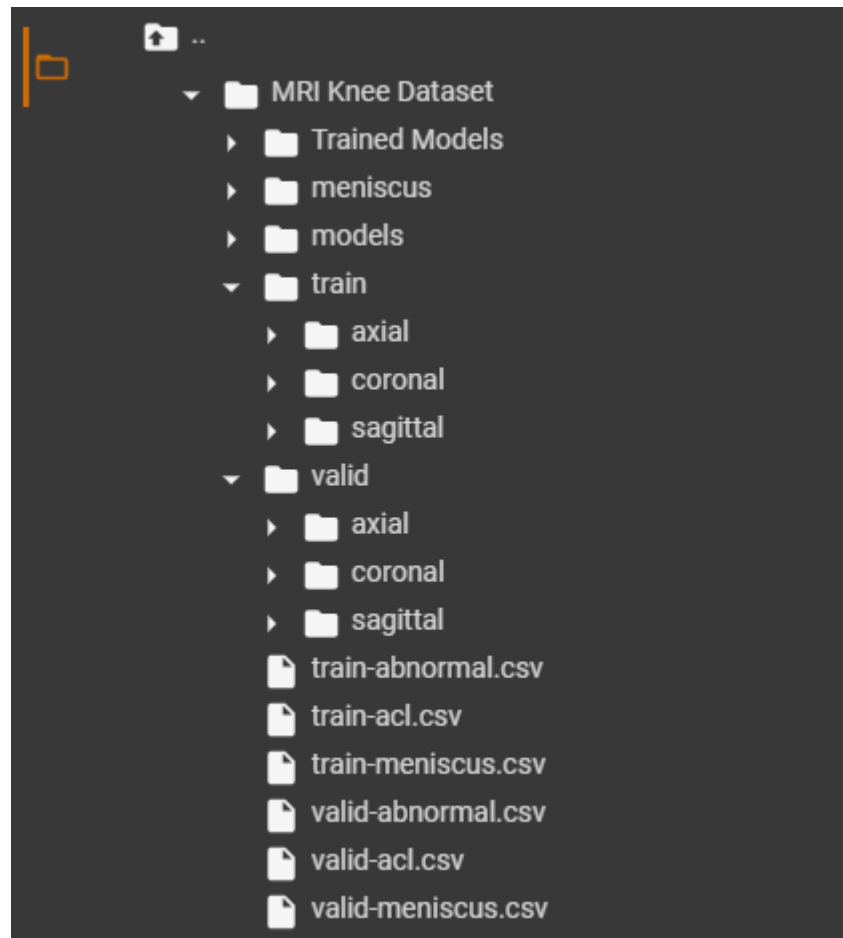 ..
MRI Knee Dataset
Trained Models
meniscus
models
train
axial
coronal
sagittal
valid
axial
coronal
sagittal
train-abnormal.csv
train-acl.csv
train-meniscus.csv
valid-abnormal.csv
valid-acl.csv
valid-meniscus.csv